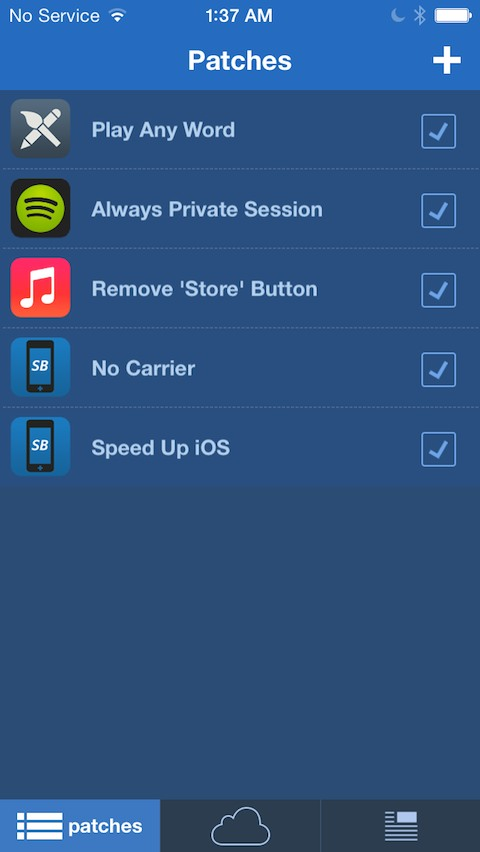 No Service 1:37 AM
Patches
Play Any Word
Always Private Session
Remove 'Store' Button
SB No Carrier
SB Speed Up iOS
patches